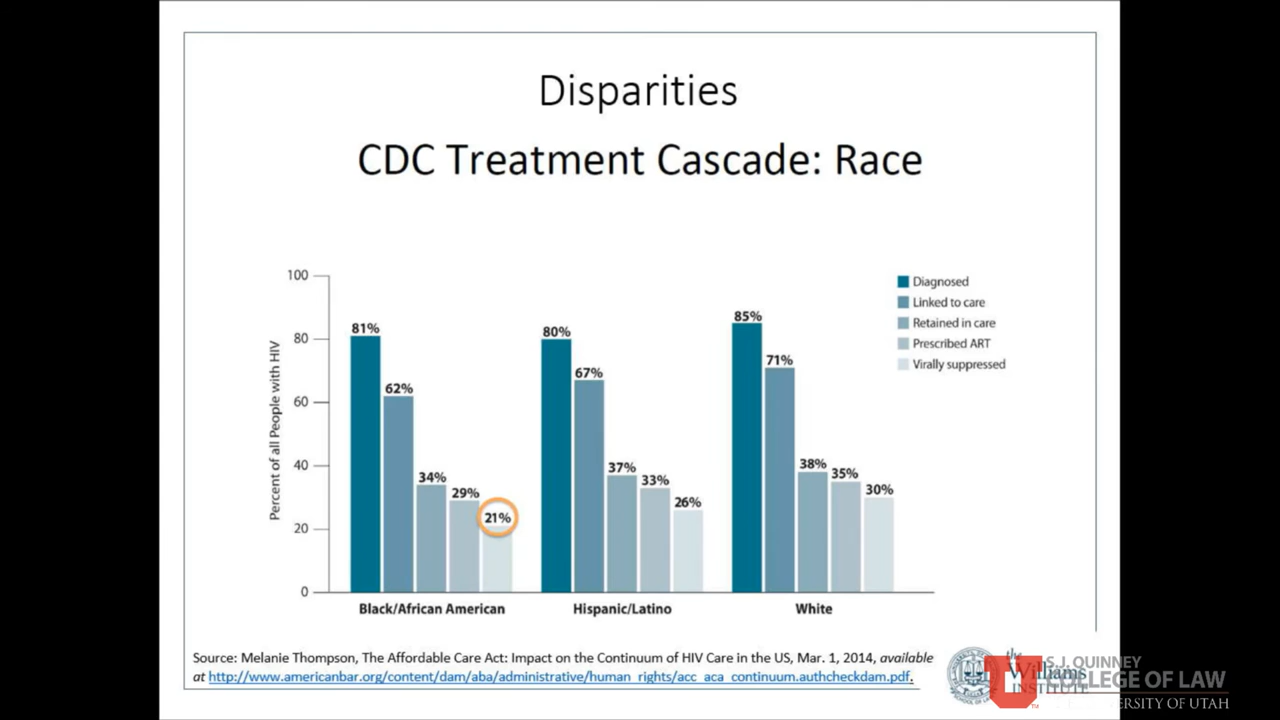 Disparities
CDC Treatment Cascade: Race
100
80
60
40
20
0
Percent of all People with HIV
81%
62%
34%
29%
21%
80%
67%
37%
33%
26%
85%
71%
38%
35%
30%
Diagnosed
Linked to care
Retained in care
Prescribed ART
Virally suppressed
Black/African American
Hispanic/Latino
White
Source: Melanie Thompson, The Affordable Care Act: Impact on the Continuum of HIV Care in the US, Mar. 1, 2014, available
at http://www.americanbar.org/content/dam/aba/administrative/human_rights/acc_aca_continuum.authcheckdam.pdf.
the
Williams
INSTITUTE
S.J. QUINNEY
COLLEGE OF LAW
UNIVERSITY OF UTAH